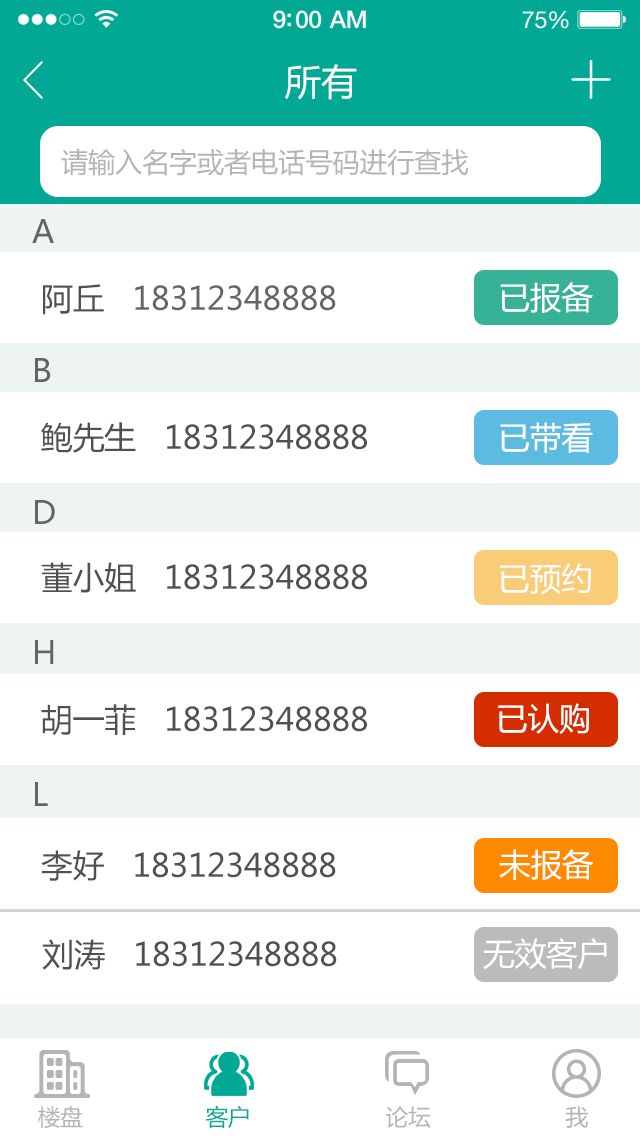 9:00 AM 75%
所有
请输入名字或者电话号码进行查找
A
阿丘 18312348888 已报备
B
鲍先生 18312348888 已带看
D
董小姐 18312348888 已预约
H
胡一菲 18312348888 已认购
L
李好 18312348888 未报备
刘涛 18312348888 无效客户
楼盘 客户 论坛 我